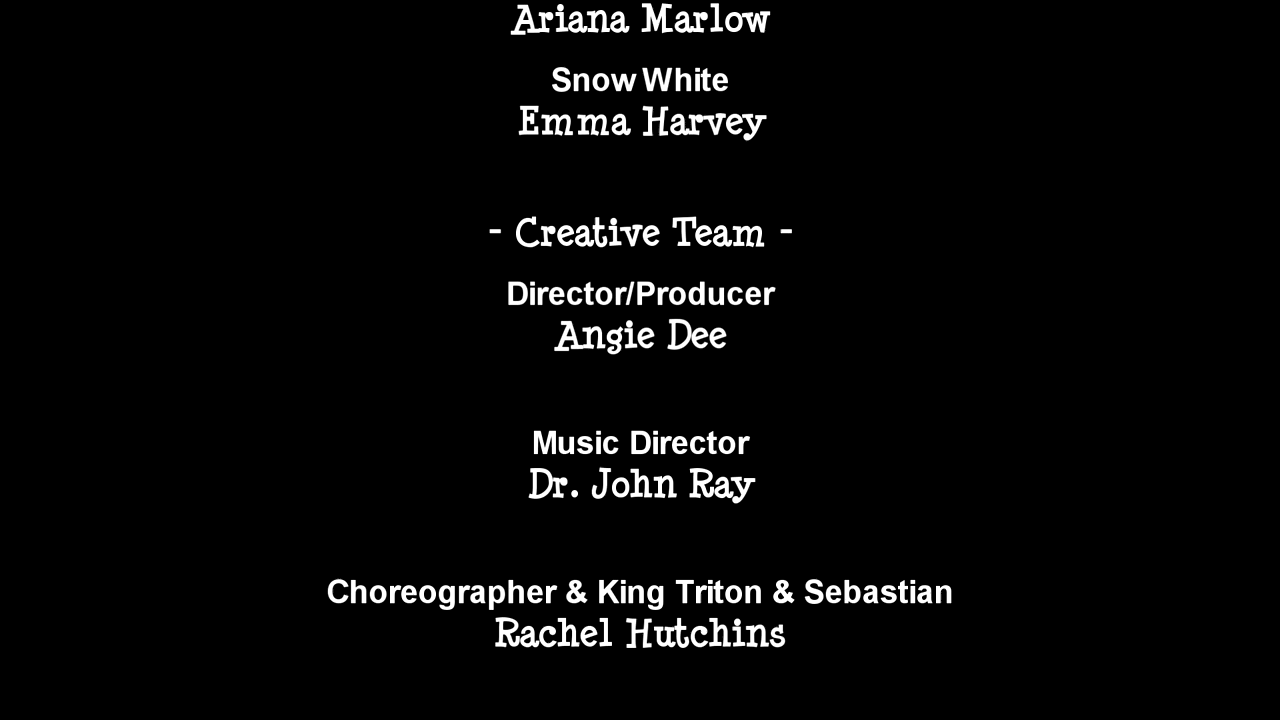 Ariana Marlow
Snow White
Emma Harvey
- Creative Team -
Director/Producer
Angie Dee
Music Director
Dr. John Ray
Choreographer & King Triton & Sebastian
Rachel Hutchins